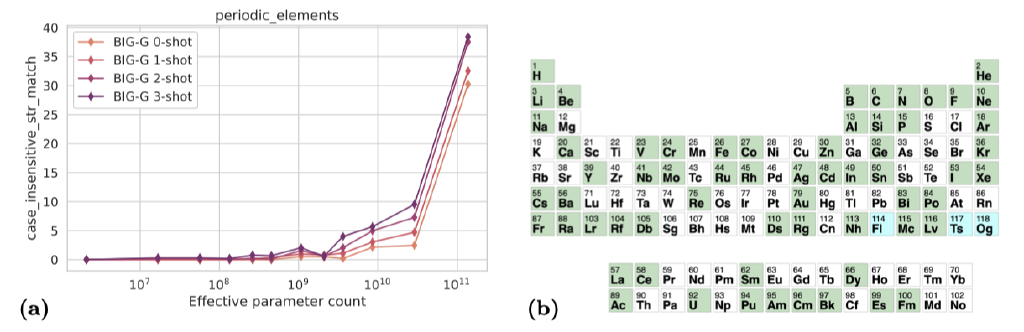 periodic_elements
40
35
30
25
20
15
10
5
0
case_insensitive_str_match
BIG-G 0-shot
BIG-G 1-shot
BIG-G 2-shot
BIG-G 3-shot
10⁷ 10⁸ 10⁹ 10¹⁰ 10¹¹
Effective parameter count
(a)
1 2
H He
3 4 5 6 7 8 9 10
Li Be B C N O F Ne
11 12 13 14 15 16 17 18
Na Mg Al Si P S Cl Ar
19 20 21 22 23 24 25 26 27 28 29 30 31 32 33 34 35 36
K Ca Sc Ti V Cr Mn Fe Co Ni Cu Zn Ga Ge As Se Br Kr
37 38 39 40 41 42 43 44 45 46 47 48 49 50 51 52 53 54
Rb Sr Y Zr Nb Mo Tc Ru Rh Pd Ag Cd In Sn Sb Te I Xe
55 56 71 72 73 74 75 76 77 78 79 80 81 82 83 84 85 86
Cs Ba Lu Hf Ta W Re Os Ir Pt Au Hg Tl Pb Bi Po At Rn
87 88 103 104 105 106 107 108 109 110 111 112 113 114 115 116 117 118
Fr Ra Lr Rf Db Sg Bh Hs Mt Ds Rg Cn Nh Fl Mc Lv Ts Og
57 58 59 60 61 62 63 64 65 66 67 68 69 70
La Ce Pr Nd Pm Sm Eu Gd Tb Dy Ho Er Tm Yb
89 90 91 92 93 94 95 96 97 98 99 100 101 102
Ac Th Pa U Np Pu Am Cm Bk Cf Es Fm Md No
(b)